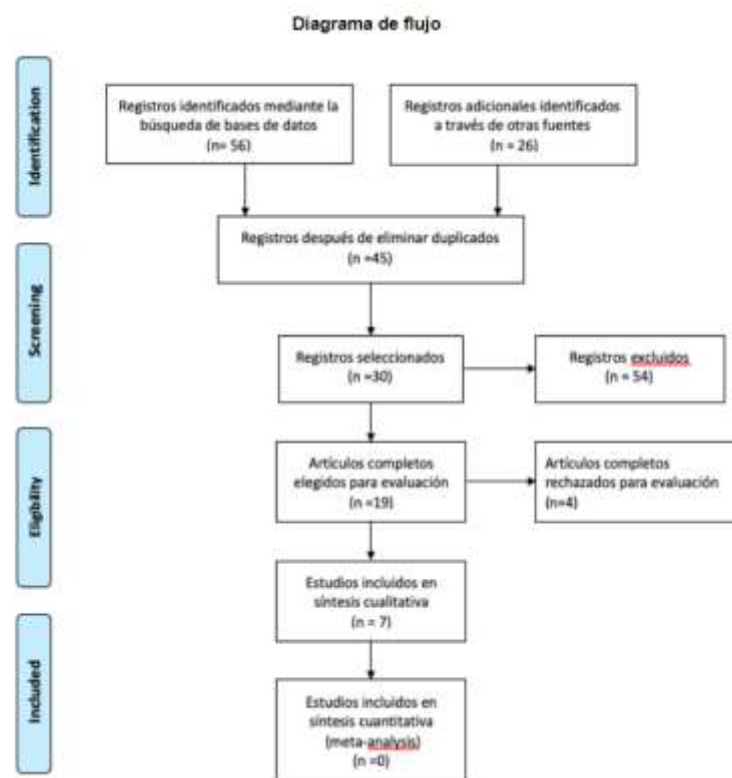 Diagrama de flujo
Identification
Registros identificados mediante la
búsqueda de bases de datos
(n= 56)
Registros adicionales identificados
a través de otras fuentes
(n = 26)
Registros después de eliminar duplicados
(n =45)
Screening
Registros seleccionados
(n =30)
Registros excluidos
(n = 54)
Eligibility
Artículos completos
elegidos para evaluación
(n =19)
Artículos completos
rechazados para evaluación
(n=4)
Estudios incluidos en
síntesis cualitativa
(n = 7)
Included
Estudios incluidos en
síntesis cuantitativa
(meta-analysis)
(n =0)